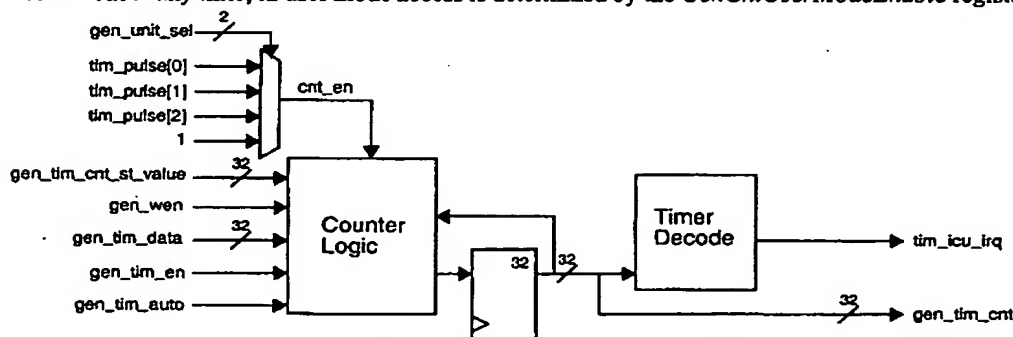 gen_unit_sel
2
tim_pulse[0]
tim_pulse[1]
tim_pulse[2]
1
cnt_en
gen_tim_cnt_st_value
32
gen_wen
gen_tim_data
32
gen_tim_en
gen_tim_auto
Counter
Logic
32
32
Timer
Decode
tim_icu_irq
32
gen_tim_cnt